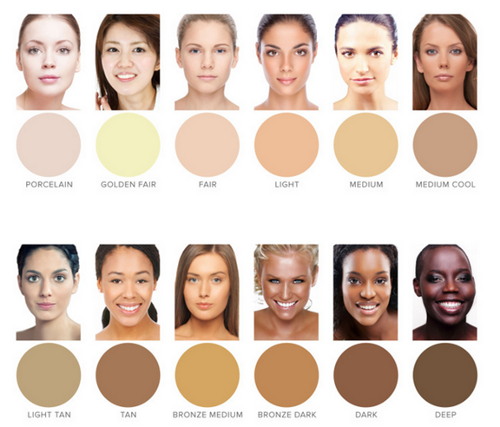 PORCELAIN
GOLDEN FAIR
FAIR
LIGHT
MEDIUM
MEDIUM COOL
LIGHT TAN
TAN
BRONZE MEDIUM
BRONZE DARK
DARK
DEEP